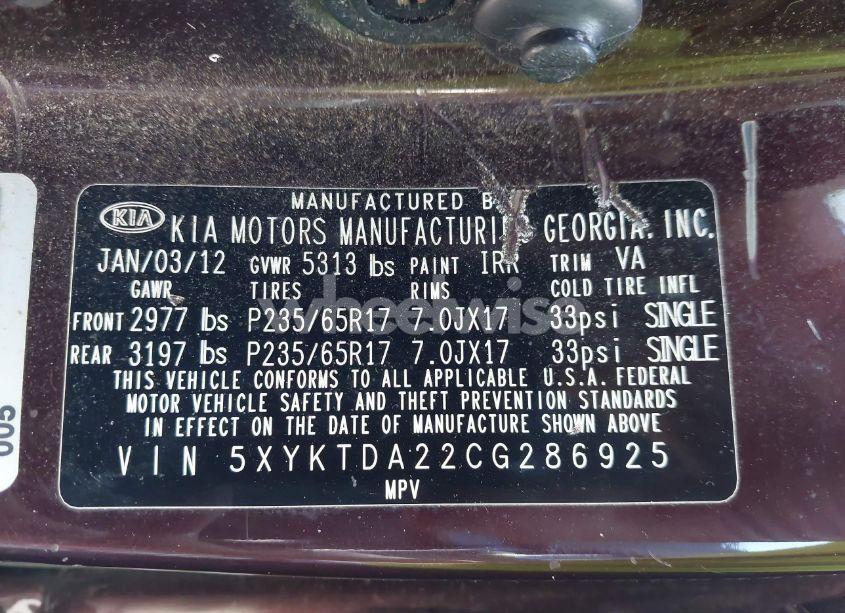 MANUFACTURED B
KIA KIA MOTORS MANUFACTURING GEORGIA, INC.
JAN/03/12 GVWR 5313 lbs PAINT IRR TRIM VA
GAWR TIRES RIMS COLD TIRE INFL
FRONT 2977 lbs P235/65R17 7.0JX17 33psi SINGLE
REAR 3197 lbs P235/65R17 7.0JX17 33psi SINGLE
THIS VEHICLE CONFORMS TO ALL APPLICABLE U.S.A. FEDERAL
MOTOR VEHICLE SAFETY AND THEFT PREVENTION STANDARDS
IN EFFECT ON THE DATE OF MANUFACTURE SHOWN ABOVE
VIN 5XYKTDA22CG286925
MPV
005
wheelwise